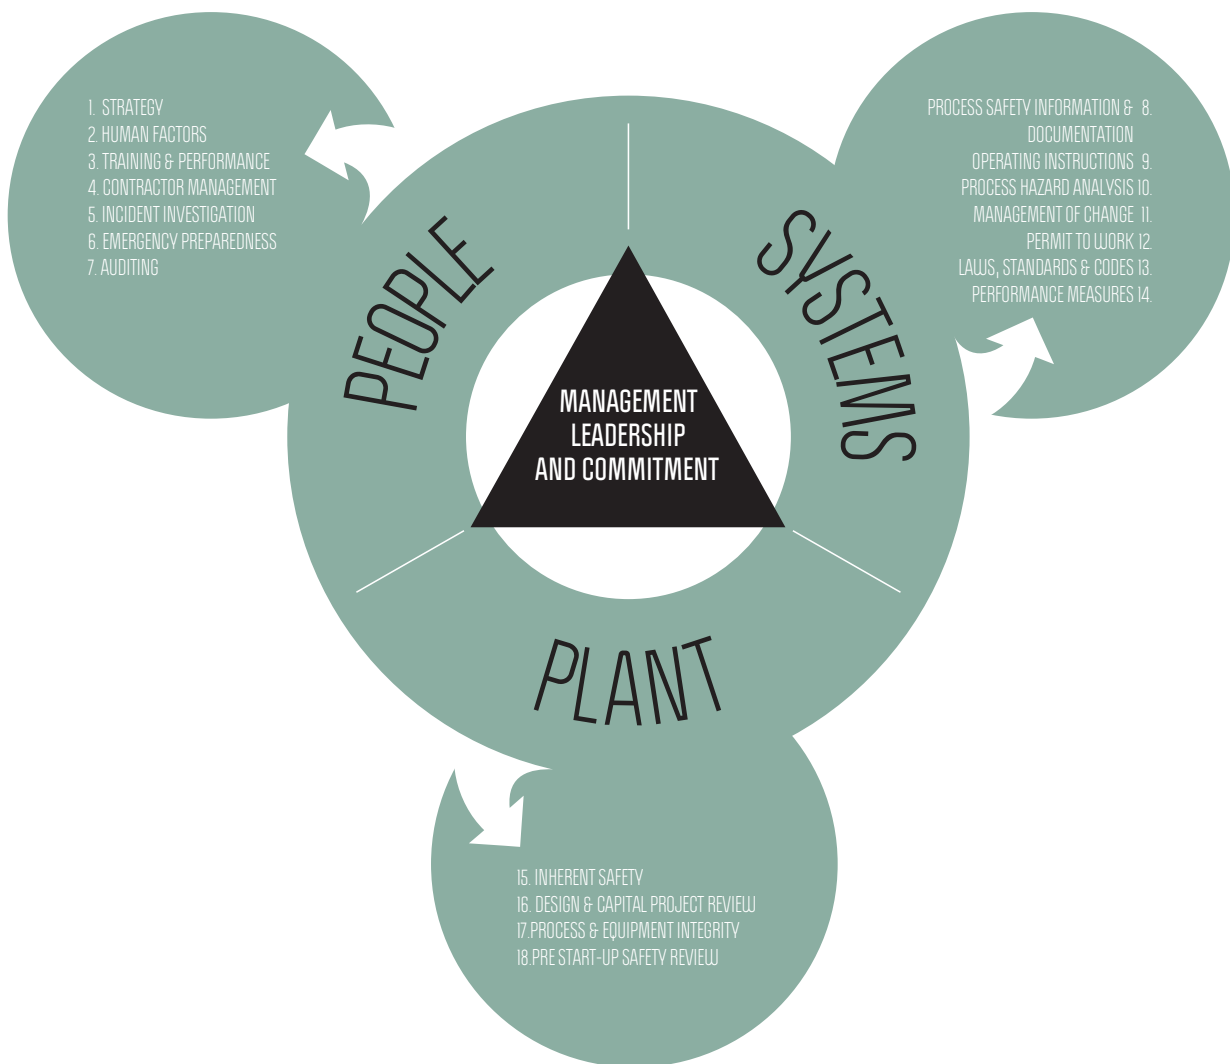 1. STRATEGY
2. HUMAN FACTORS
3. TRAINING & PERFORMANCE
4. CONTRACTOR MANAGEMENT
5. INCIDENT INVESTIGATION
6. EMERGENCY PREPAREDNESS
7. AUDITING
PROCESS SAFETY INFORMATION & 8.
DOCUMENTATION
OPERATING INSTRUCTIONS 9.
PROCESS HAZARD ANALYSIS 10.
MANAGEMENT OF CHANGE 11.
PERMIT TO WORK 12.
LAWS, STANDARDS & CODES 13.
PERFORMANCE MEASURES 14.
PEOPLE
SYSTEMS
MANAGEMENT
LEADERSHIP
AND COMMITMENT
PLANT
15. INHERENT SAFETY
16. DESIGN & CAPITAL PROJECT REVIEW
17.PROCESS & EQUIPMENT INTEGRITY
18.PRE START-UP SAFETY REVIEW